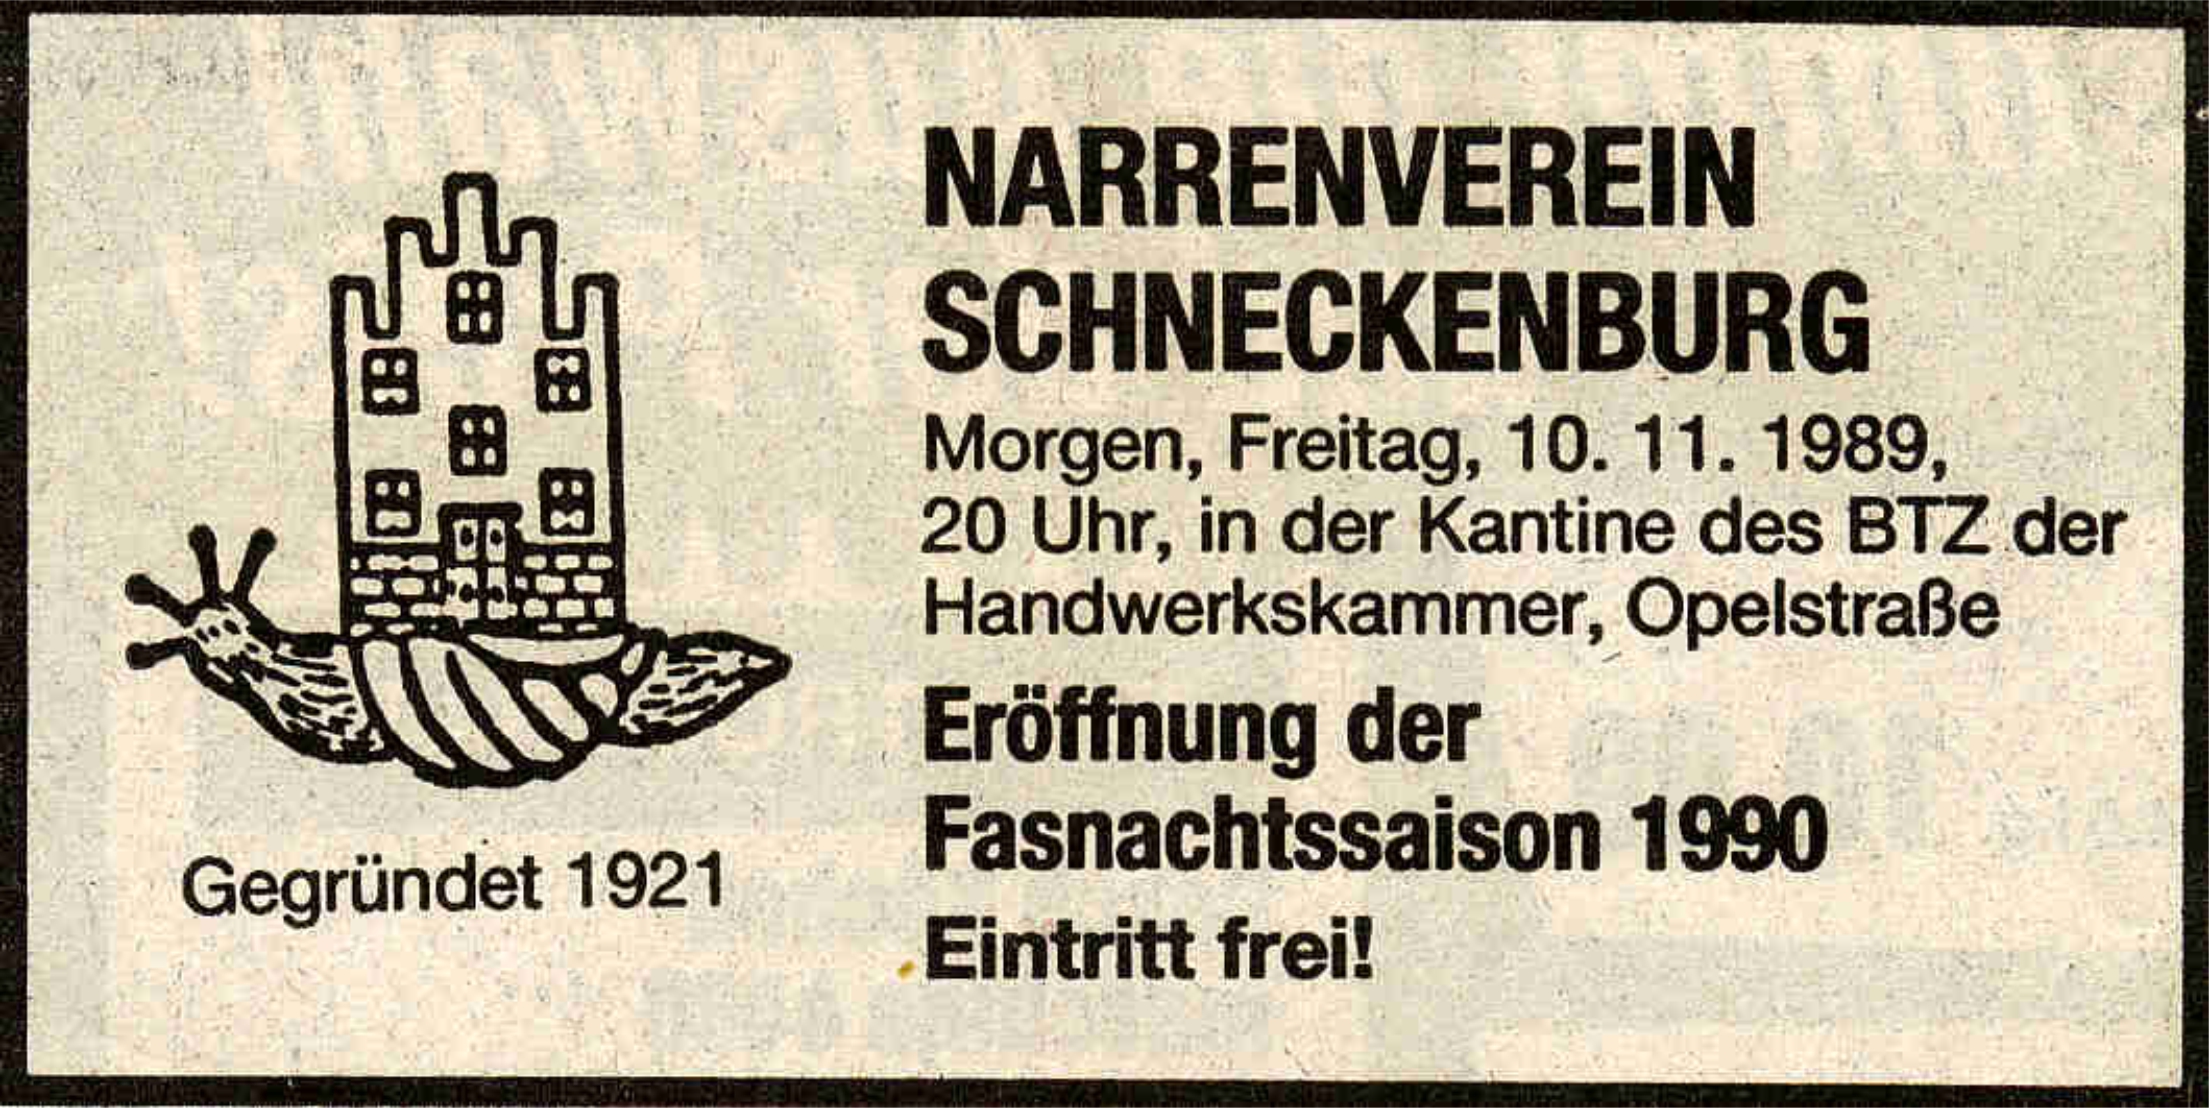 NARRENVEREIN
SCHNECKENBURG
Morgen, Freitag, 10. 11. 1989,
20 Uhr, in der Kantine des BTZ der
Handwerkskammer, Opelstraße
Eröffnung der
Fasnachtssaison 1990
Eintritt frei!
Gegründet 1921